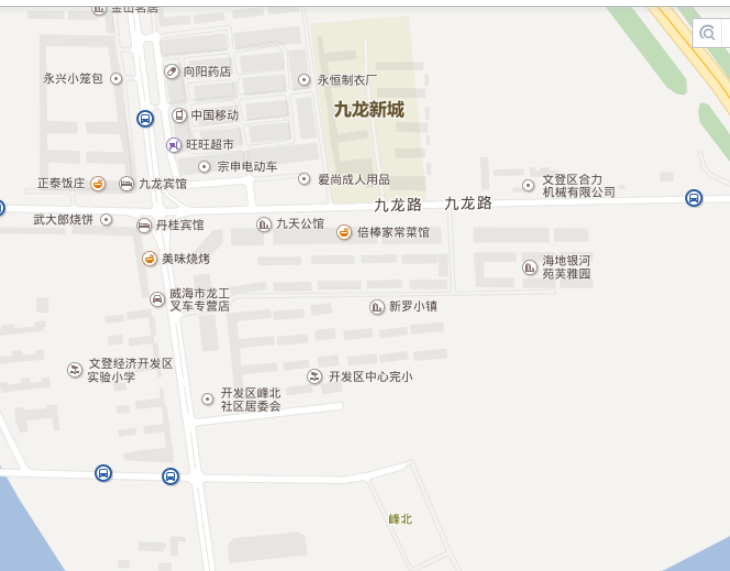 金山名居
向阳药店
永兴小笼包
永恒制衣厂
九龙新城
中国移动
旺旺超市
宗申电动车
爱尚成人用品
正泰饭庄
九龙宾馆
文登区合力
机械有限公司
九龙路
九龙路
武大郎烧饼
丹桂宾馆
九天公馆
倍棒家常菜馆
美味烧烤
海地银河
苑芙雅园
威海市龙工
叉车专营店
新罗小镇
文登经济开发区
实验小学
开发区中心完小
开发区峰北
社区居委会
峰北